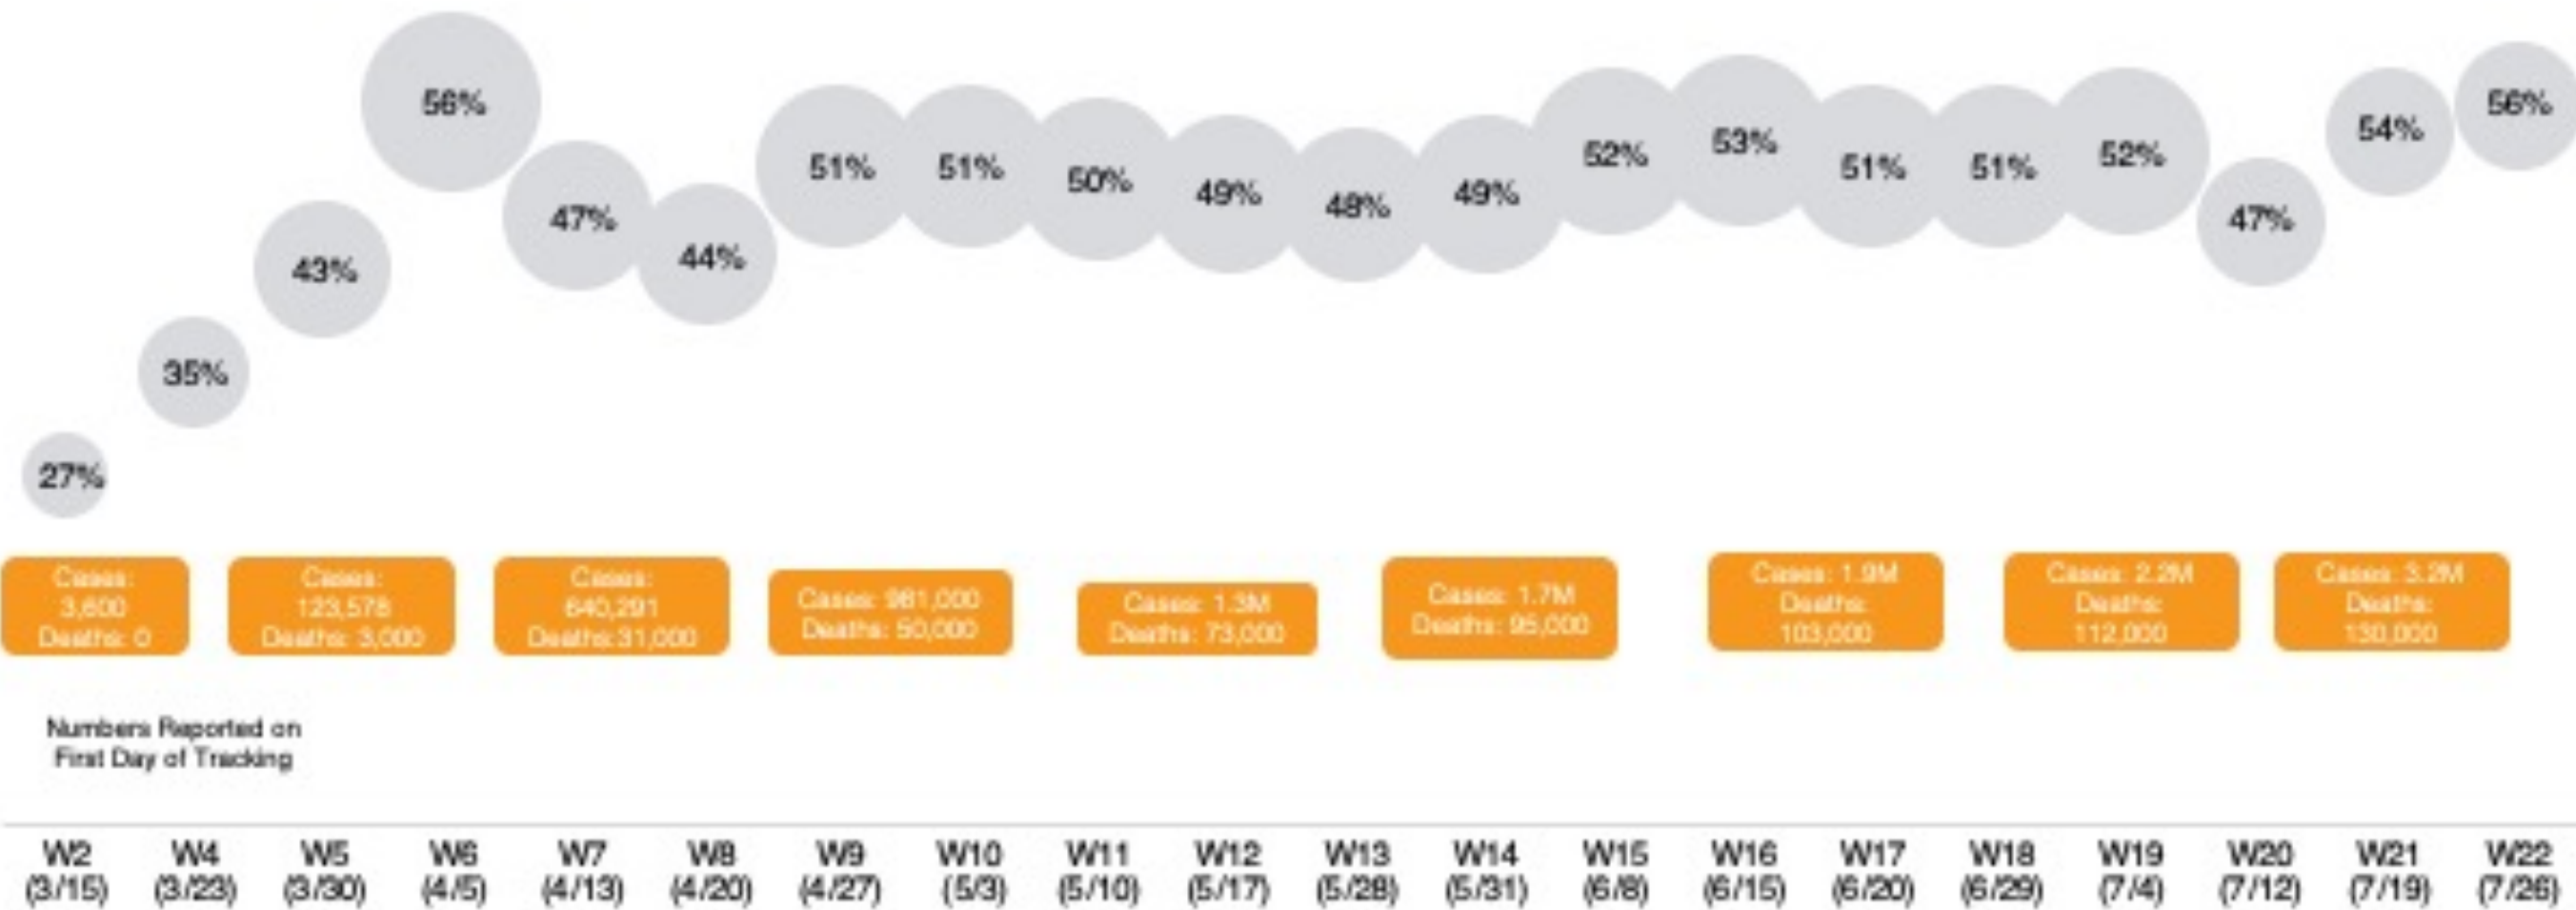 27%
35%
43%
56%
47%
44%
51%
51%
50%
49%
48%
49%
52%
53%
51%
51%
52%
47%
54%
56%
Cases:
3,600
Deaths: 0
Cases:
123,578
Deaths: 3,000
Cases:
640,291
Deaths:31,000
Cases: 981,000
Deaths: 50,000
Cases: 1.3M
Deaths: 73,000
Cases: 1.7M
Deaths: 95,000
Cases: 1.9M
Deaths:
103,000
Cases: 2.2M
Deaths:
112,000
Cases: 3.2M
Deaths:
130,000
Numbers Reported on
First Day of Tracking
W2
(3/15)
W4
(3/23)
W5
(3/30)
W6
(4/5)
W7
(4/13)
W8
(4/20)
W9
(4/27)
W10
(5/3)
W11
(5/10)
W12
(5/17)
W13
(5/28)
W14
(5/31)
W15
(6/8)
W16
(6/15)
W17
(6/20)
W18
(6/29)
W19
(7/4)
W20
(7/12)
W21
(7/19)
W22
(7/26)